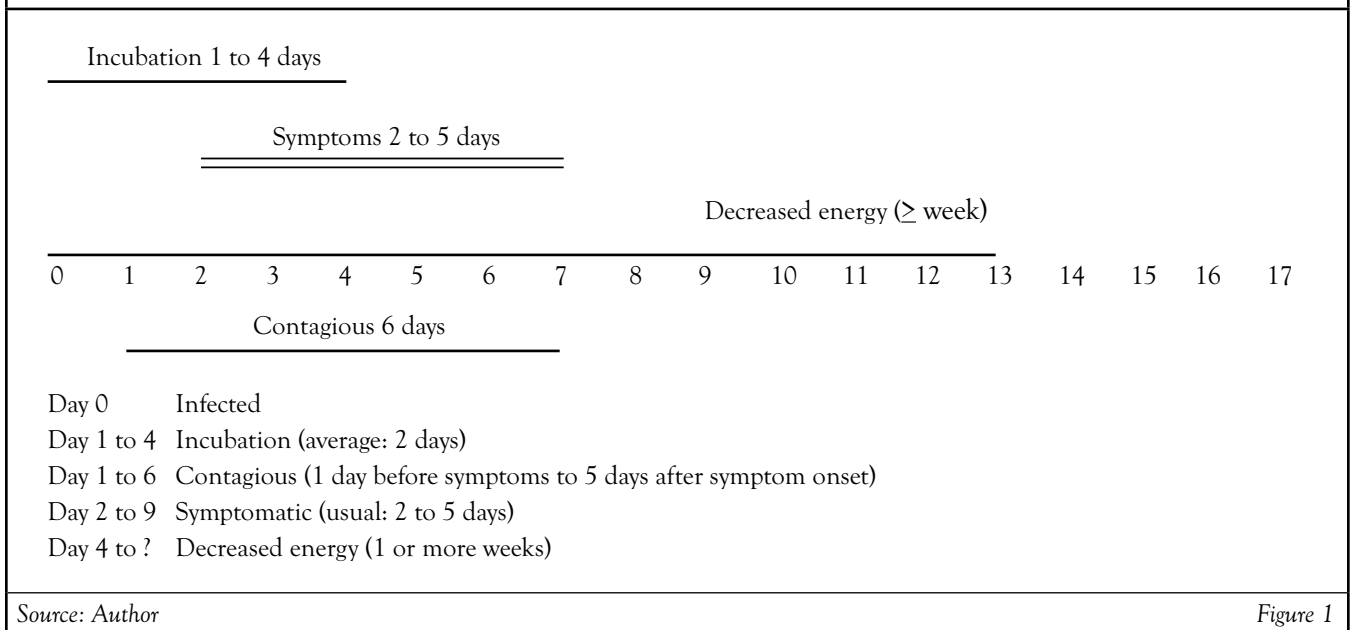 Incubation 1 to 4 days
Symptoms 2 to 5 days
Decreased energy (≥ week)
0 1 2 3 4 5 6 7 8 9 10 11 12 13 14 15 16 17
Contagious 6 days
Day 0 Infected
Day 1 to 4 Incubation (average: 2 days)
Day 1 to 6 Contagious (1 day before symptoms to 5 days after symptom onset)
Day 2 to 9 Symptomatic (usual: 2 to 5 days)
Day 4 to ? Decreased energy (1 or more weeks)
Source: Author Figure 1